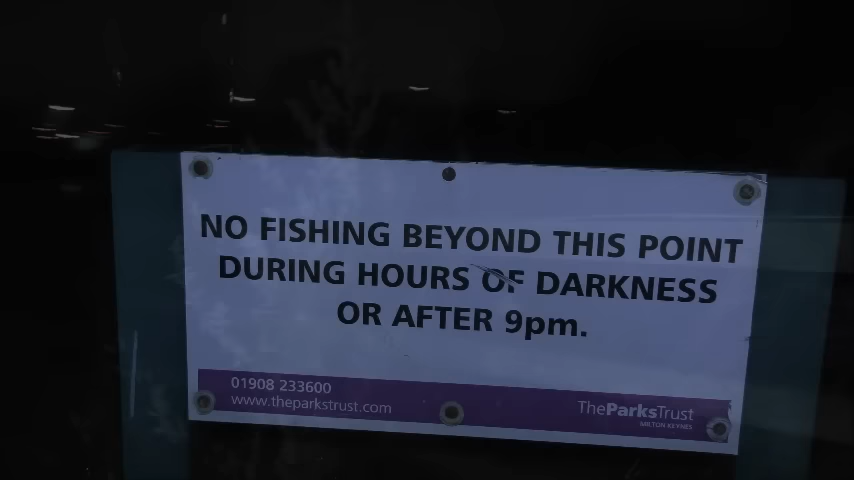 NO FISHING BEYOND THIS POINT
DURING HOURS OF DARKNESS
OR AFTER 9pm.
01908 233600
www.theparkstrust.com
TheParksTrust
MILTON KEYNES